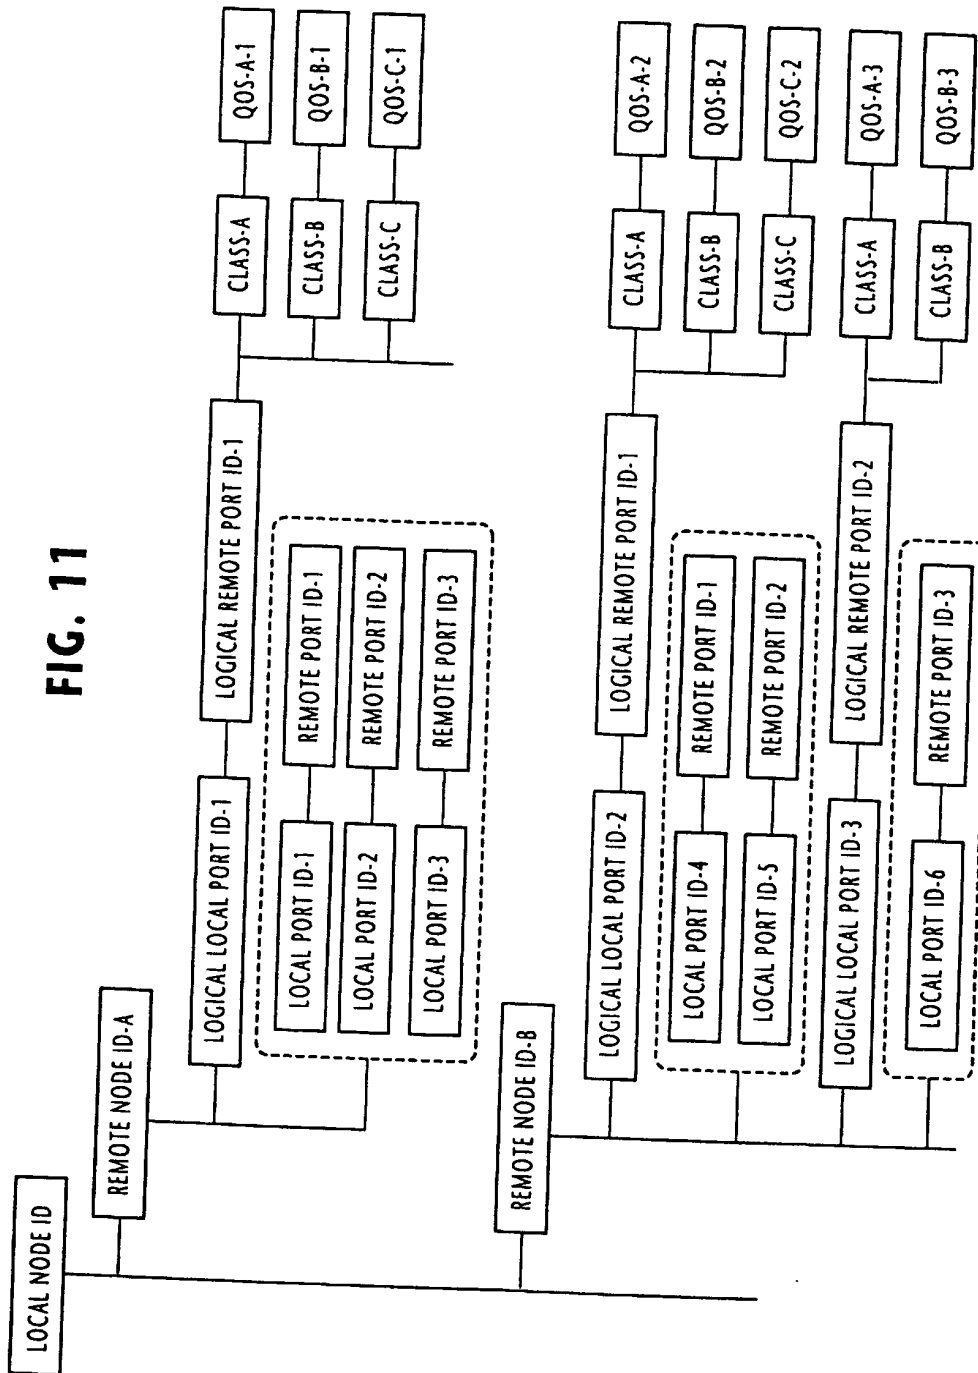 FIG. 11
LOCAL NODE ID
REMOTE NODE ID-A
LOGICAL LOCAL PORT ID-1
LOGICAL REMOTE PORT ID-1
CLASS-A
QOS-A-1
CLASS-B
QOS-B-1
CLASS-C
QOS-C-1
LOCAL PORT ID-1
REMOTE PORT ID-1
LOCAL PORT ID-2
REMOTE PORT ID-2
LOCAL PORT ID-3
REMOTE PORT ID-3
REMOTE NODE ID-B
LOGICAL LOCAL PORT ID-2
LOGICAL REMOTE PORT ID-1
CLASS-A
QOS-A-2
CLASS-B
QOS-B-2
CLASS-C
QOS-C-2
LOCAL PORT ID-4
REMOTE PORT ID-1
LOCAL PORT ID-5
REMOTE PORT ID-2
LOGICAL LOCAL PORT ID-3
LOGICAL REMOTE PORT ID-2
CLASS-A
QOS-A-3
CLASS-B
QOS-B-3
LOCAL PORT ID-6
REMOTE PORT ID-3